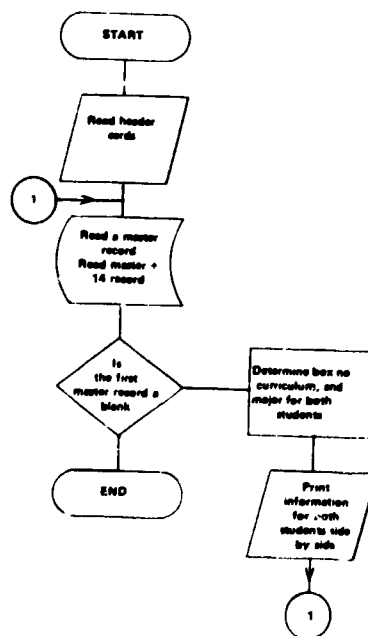 START
Read header
cards
1
Read a master
record
Read master +
14 record
Is
the first
master record a
blank
Determine box no
curriculum, and
major for both
students
END
Print
information
for both
students side
by side
1